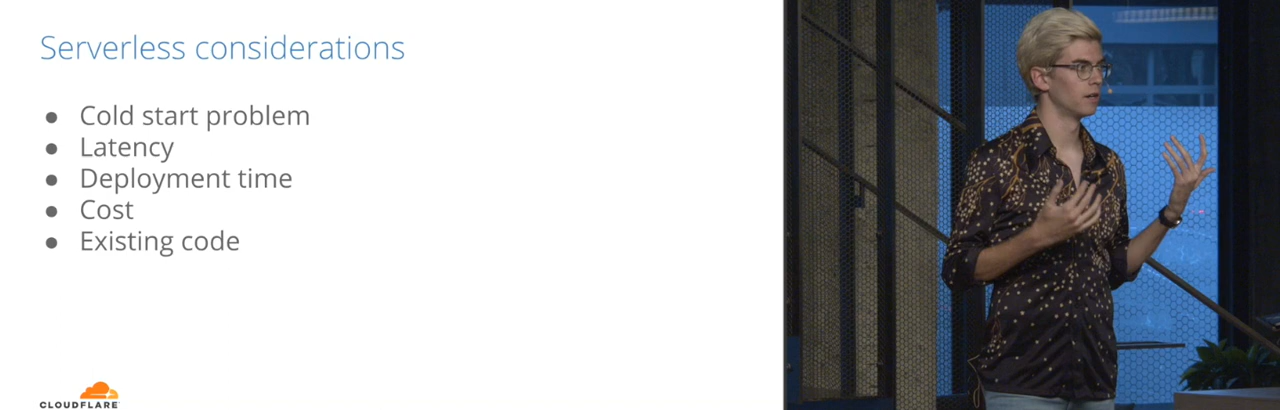 Serverless considerations
● Cold start problem
● Latency
● Deployment time
● Cost
● Existing code
CLOUDFLARE